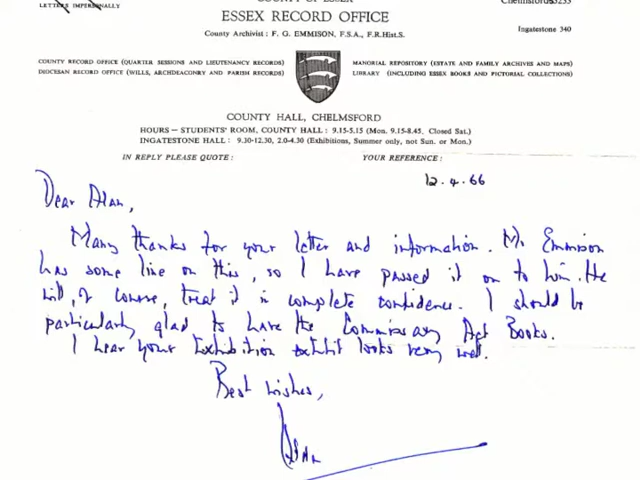 COUNTY OF ESSEX
LETTERS IMPERSONALLY
Chelmsford
ESSEX RECORD OFFICE
Ingatestone 340
County Archivist : F. G. EMMISON, F.S.A., F.R.Hist.S.
COUNTY RECORD OFFICE (QUARTER SESSIONS AND LIEUTENANCY RECORDS)
DIOCESAN RECORD OFFICE (WILLS, ARCHDEACONRY AND PARISH RECORDS)
MANORIAL REPOSITORY (ESTATE AND FAMILY ARCHIVES AND MAPS)
LIBRARY (INCLUDING ESSEX BOOKS AND PICTORIAL COLLECTIONS)
COUNTY HALL, CHELMSFORD
HOURS — STUDENTS' ROOM, COUNTY HALL : 9.15-5.15 (Mon. 9.15-8.45, Closed Sat.)
INGATESTONE HALL : 9.30-12.30, 2.0-4.30 (Exhibitions, Summer only, not Sun. or Mon.)
IN REPLY PLEASE QUOTE :
YOUR REFERENCE :
12.4.66
Dear Alan,
Many thanks for your letter and information. Mr Emmison
has some line on this, so I have passed it on to him. He
will, of course, treat it in complete confidence. I should be
particularly glad to have the Commissary Act Books.
I hear your Exhibition exhibit looks very well.
Best wishes,